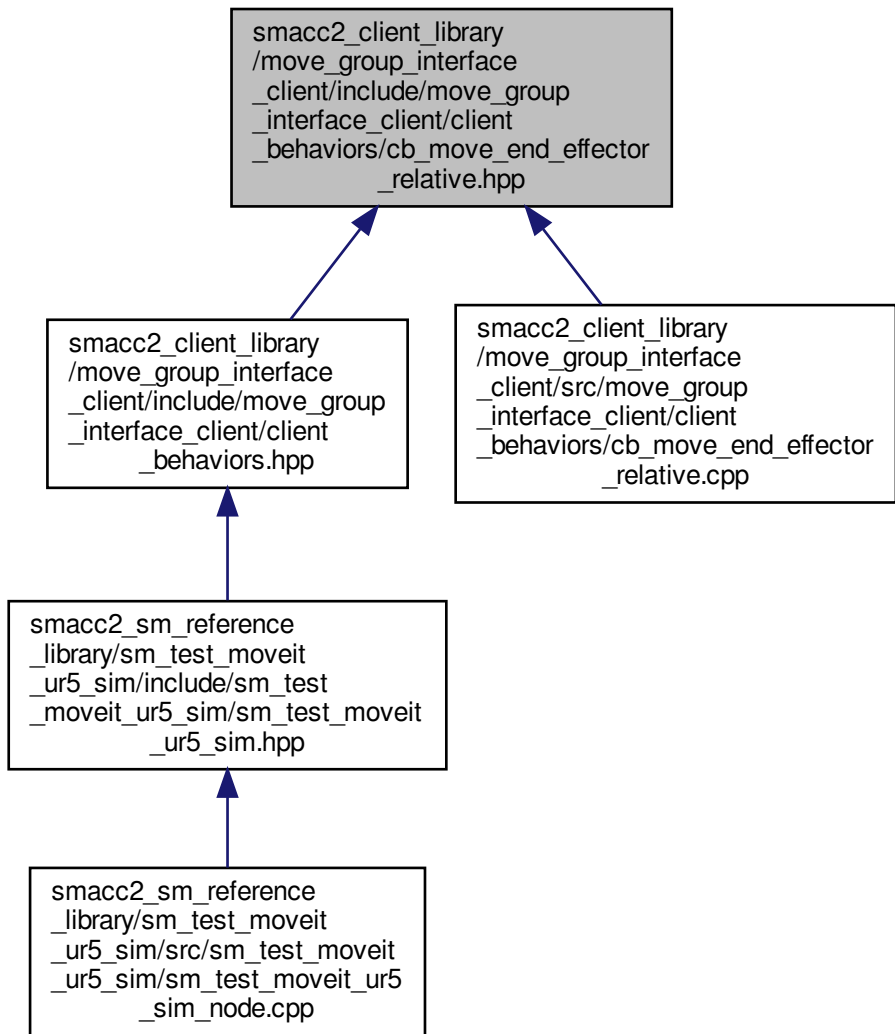 smacc2_client_library
/move_group_interface
_client/include/move_group
_interface_client/client
_behaviors/cb_move_end_effector
_relative.hpp
smacc2_client_library
/move_group_interface
_client/include/move_group
_interface_client/client
_behaviors.hpp
smacc2_client_library
/move_group_interface
_client/src/move_group
_interface_client/client
_behaviors/cb_move_end_effector
_relative.cpp
smacc2_sm_reference
_library/sm_test_moveit
_ur5_sim/include/sm_test
_moveit_ur5_sim/sm_test_moveit
_ur5_sim.hpp
smacc2_sm_reference
_library/sm_test_moveit
_ur5_sim/src/sm_test_moveit
_ur5_sim/sm_test_moveit_ur5
_sim_node.cpp